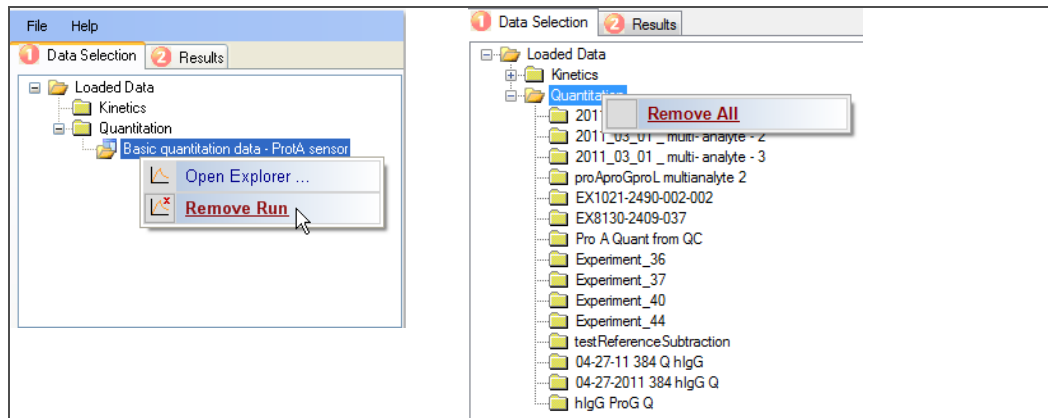 File Help
1 Data Selection 2 Results
Loaded Data
Kinetics
Quantitation
Basic quantitation data - ProtA sensor
Open Explorer ...
Remove Run
1 Data Selection 2 Results
Loaded Data
Kinetics
Quantitation
Remove All
2011_03_01 _ multi- analyte - 2
2011_03_01 _ multi- analyte - 3
proAproGproL multianalyte 2
EX1021-2490-002-002
EX8130-2409-037
Pro A Quant from QC
Experiment_36
Experiment_37
Experiment_40
Experiment_44
testReferenceSubtraction
04-27-11 384 Q hIgG
04-27-2011 384 hIgG Q
hIgG ProG Q